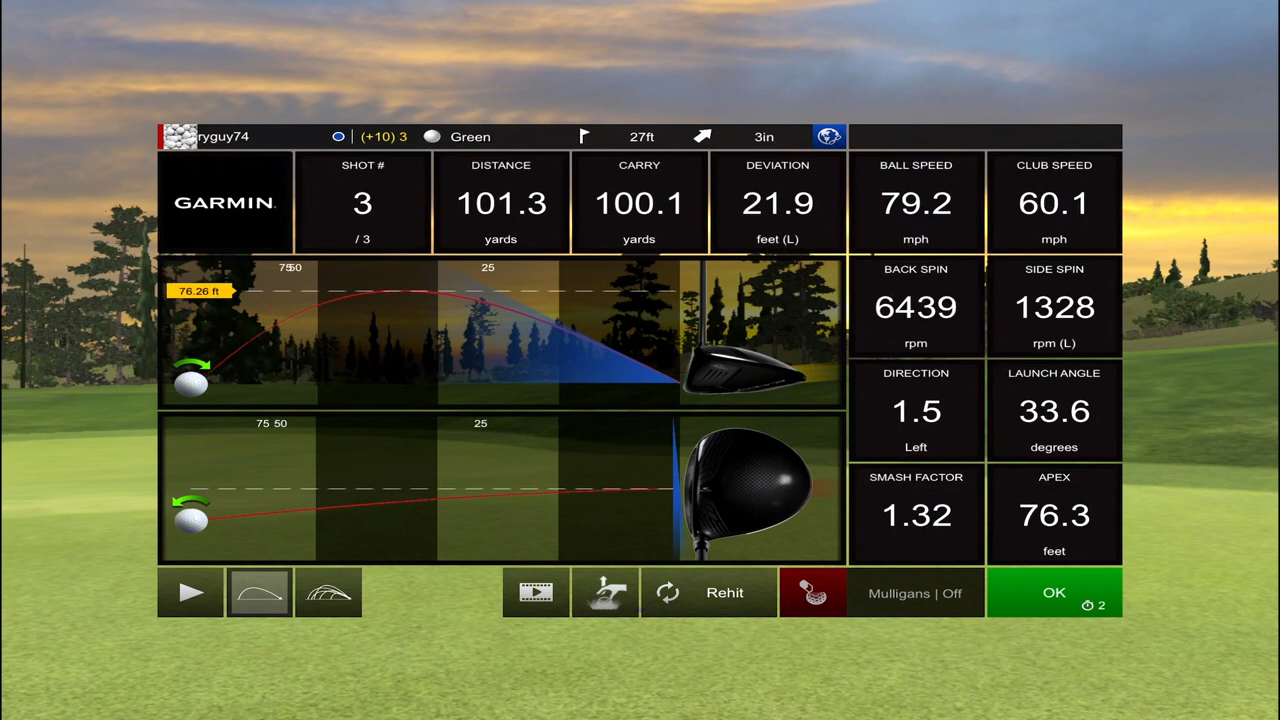 ryguy74
(+10) 3
Green
27ft
3in
GARMIN
SHOT #
3
/ 3
DISTANCE
101.3
yards
CARRY
100.1
yards
DEVIATION
21.9
feet (L)
BALL SPEED
79.2
mph
CLUB SPEED
60.1
mph
7550
25
76.26 ft
BACK SPIN
6439
rpm
SIDE SPIN
1328
rpm (L)
DIRECTION
1.5
Left
LAUNCH ANGLE
33.6
degrees
75 50
25
SMASH FACTOR
1.32
APEX
76.3
feet
Rehit
Mulligans | Off
OK
2